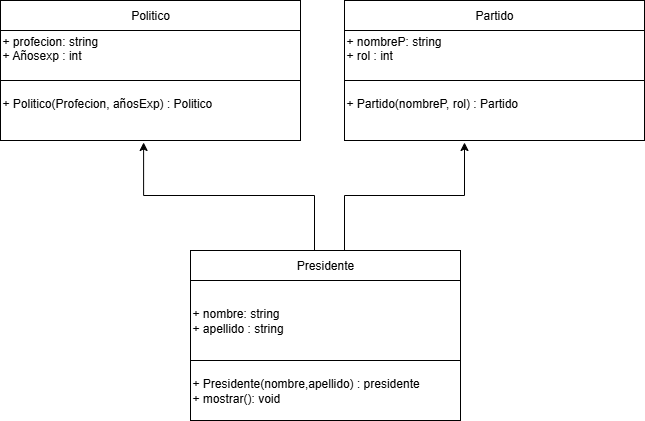 Politico
+ profecion: string
+ Añosexp : int
+ Politico(Profecion, añosExp) : Politico
Partido
+ nombreP: string
+ rol : int
+ Partido(nombreP, rol) : Partido
Presidente
+ nombre: string
+ apellido : string
+ Presidente(nombre,apellido) : presidente
+ mostrar(): void